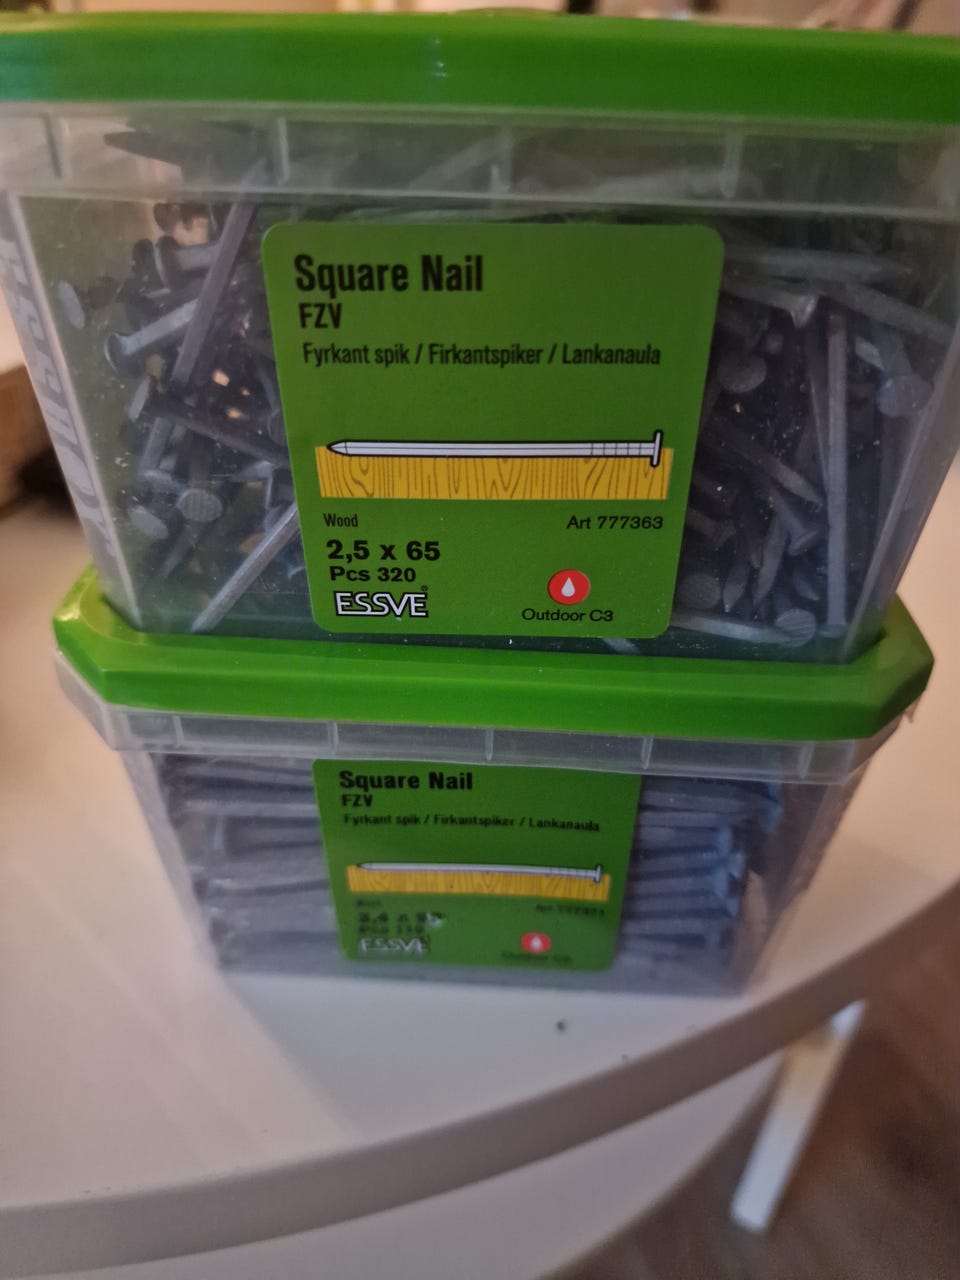 Square Nail
FZV
Fyrkant spik / Firkantspiker / Lankanaula
Wood
Art 777363
2,5 x 65
Pcs 320
ESSVE®
Outdoor C3
Square Nail
FZV
Fyrkant spik / Firkantspiker / Lankanaula
Art
ESSVE